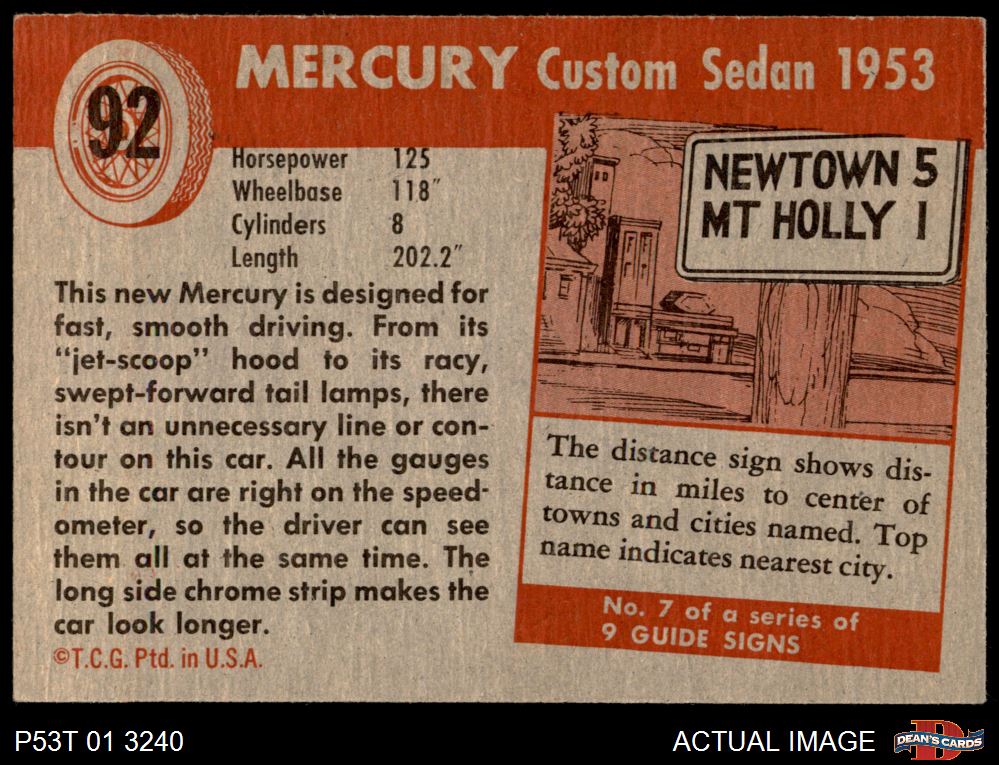 92
MERCURY Custom Sedan 1953
Horsepower 125
Wheelbase 118"
Cylinders 8
Length 202.2"
This new Mercury is designed for
fast, smooth driving. From its
"jet-scoop" hood to its racy,
swept-forward tail lamps, there
isn't an unnecessary line or con-
tour on this car. All the gauges
in the car are right on the speed-
ometer, so the driver can see
them all at the same time. The
long side chrome strip makes the
car look longer.
©T.C.G. Ptd. in U.S.A.
NEWTOWN 5
MT HOLLY 1
The distance sign shows dis-
tance in miles to center of
towns and cities named. Top
name indicates nearest city.
No. 7 of a series of
9 GUIDE SIGNS
P53T 01 3240
ACTUAL IMAGE
DEAN'S CARDS